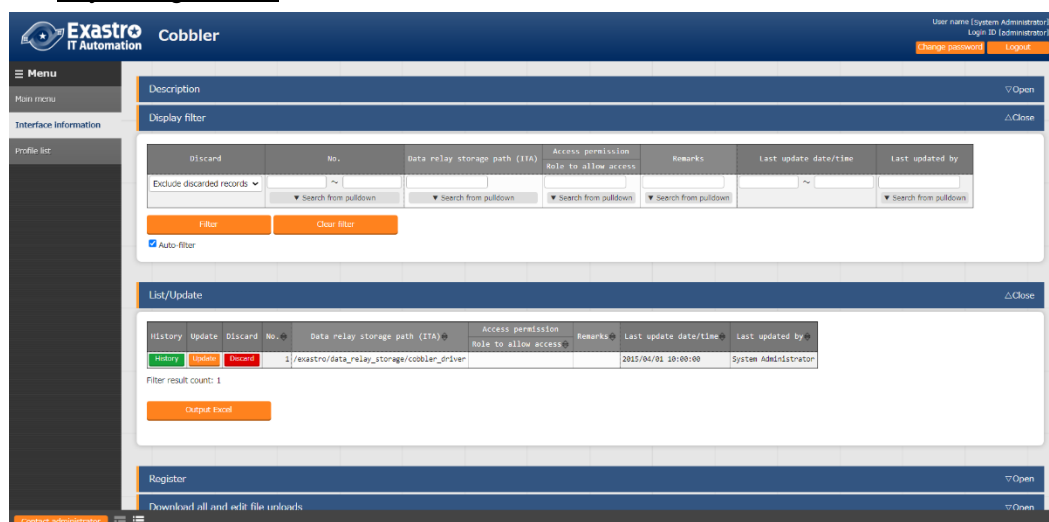 Exastro
IT Automation
Cobbler
User name [System Administrator]
Login ID [administrator]
Change password
Logout
Menu
Main menu
Interface information
Profile list
Description
▽Open
Display filter
△Close
Discard
No.
Data relay storage path (ITA)
Access permission
Role to allow access
Remarks
Last update date/time
Last updated by
Exclude discarded records
~
~
▼ Search from pulldown
▼ Search from pulldown
▼ Search from pulldown
▼ Search from pulldown
▼ Search from pulldown
Filter
Clear filter
Auto-filter
List/Update
△Close
History
Update
Discard
No.
Data relay storage path (ITA)
Access permission
Role to allow access
Remarks
Last update date/time
Last updated by
History
Update
Discard
1
/exastro/data_relay_storage/cobbler_driver
2015/04/01 10:00:00
System Administrator
Filter result count: 1
Output Excel
Register
▽Open
Download all and edit file uploads
▽Open
Contact administrator